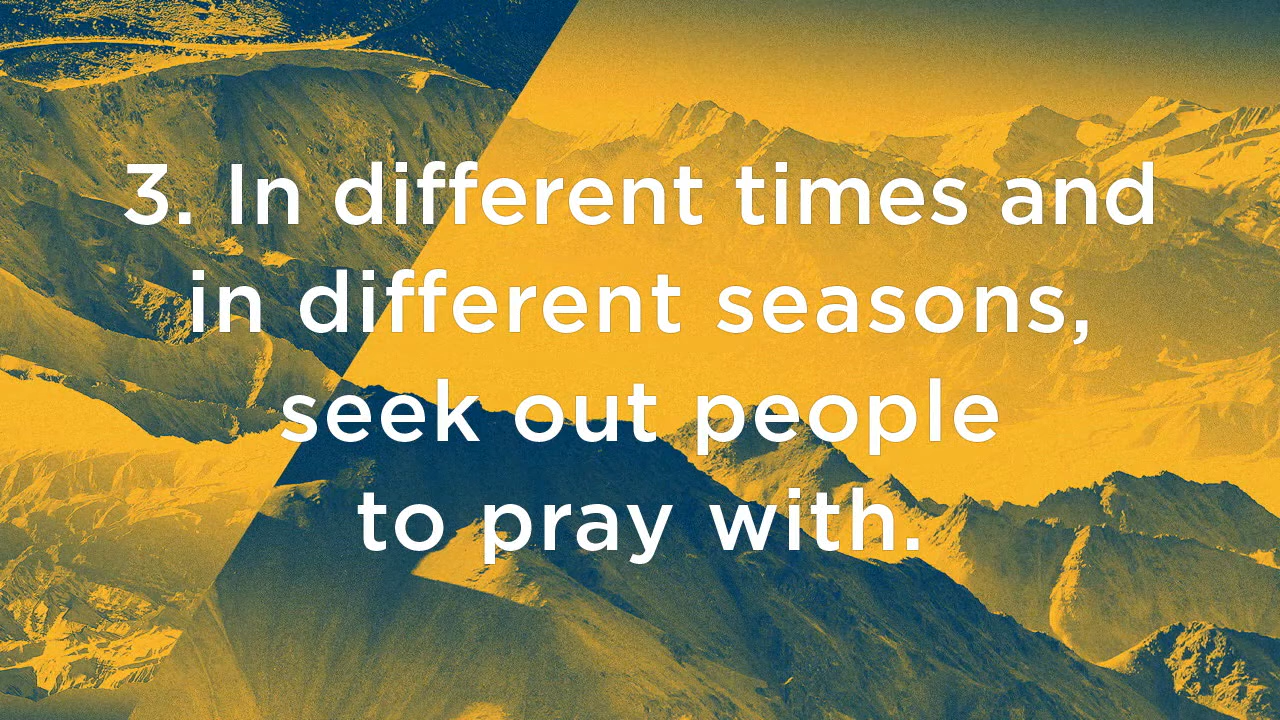 3. In different times and
in different seasons,
seek out people
to pray with.